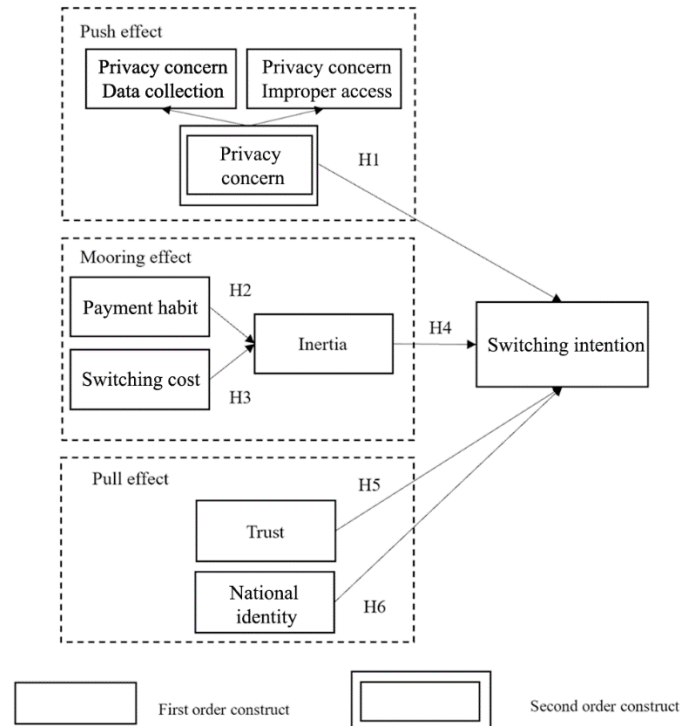 Push effect
Privacy concern
Data collection
Privacy concern
Improper access
Privacy
concern
H1
Mooring effect
Payment habit
H2
Switching cost
H3
Inertia
H4
Switching intention
Pull effect
H5
Trust
National
identity
H6
First order construct
Second order construct